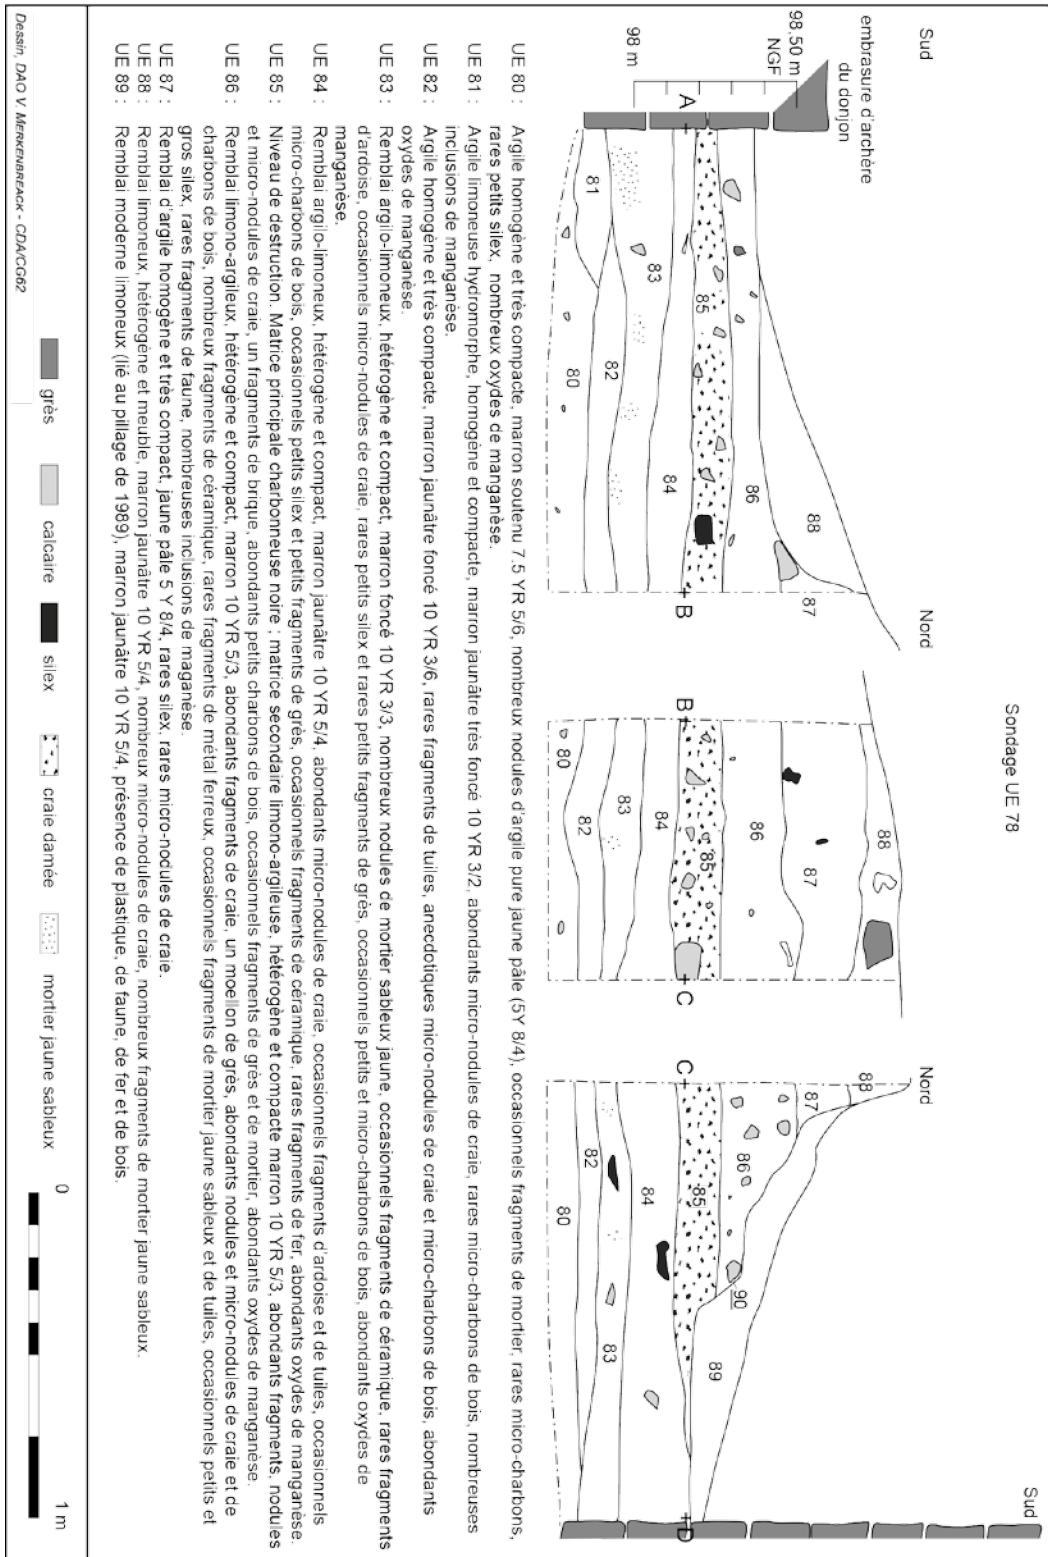 Sondage UE 78
Sud
Nord
Nord
Sud
embrasure d'archère
du donjon
98,50 m
NGF
98 m
A
B
B
C
C
D
88
87
86
85
84
83
82
81
80
88
87
86
85
84
83
82
80
88
87
86
85
90
89
84
83
82
80
UE 80 : Argile homogène et très compacte, marron soutenu 7.5 YR 5/6, nombreux nodules d'argile pure jaune pâle (5Y 8/4), occasionnels fragments de mortier, rares micro-charbons,
rares petits silex, nombreux oxydes de manganèse.
UE 81 : Argile limoneuse hydromorphe, homogène et compacte, marron jaunâtre très foncé 10 YR 3/2, abondants micro-nodules de craie, rares micro-charbons de bois, nombreuses
inclusions de manganèse.
UE 82 : Argile homogène et très compacte, marron jaunâtre foncé 10 YR 3/6, rares fragments de tuiles, anecdotiques micro-nodules de craie et micro-charbons de bois, abondants
oxydes de manganèse.
UE 83 : Remblai argilo-limoneux, hétérogène et compact, marron foncé 10 YR 3/3, nombreux nodules de mortier sableux jaune, occasionnels fragments de céramique, rares fragments
d'ardoise, occasionnels micro-nodules de craie, rares petits silex et rares petits fragments de grès, occasionnels petits et micro-charbons de bois, abondants oxydes de
manganèse.
UE 84 : Remblai argilo-limoneux, hétérogène et compact, marron jaunâtre 10 YR 5/4, abondants micro-nodules de craie, occasionnels fragments d'ardoise et de tuiles, occasionnels
micro-charbons de bois, occasionnels petits silex et petits fragments de grès, occasionnels fragments de céramique, rares fragments de fer, abondants oxydes de manganèse.
UE 85 : Niveau de destruction. Matrice principale charbonneuse noire ; matrice secondaire limono-argileuse, hétérogène et compacte marron 10 YR 5/3, abondants fragments, nodules
et micro-nodules de craie, un fragments de brique, abondants petits charbons de bois, occasionnels fragments de grès et de mortier, abondants oxydes de manganèse.
UE 86 : Remblai limono-argileux, hétérogène et compact, marron 10 YR 5/3, abondants fragments de craie, un moellon de grès, abondants nodules et micro-nodules de craie et de
charbons de bois, nombreux fragments de céramique, rares fragments de métal ferreux, occasionnels fragments de mortier jaune sableux et de tuiles, occasionnels petits et
gros silex, rares fragments de faune, nombreuses inclusions de maganèse.
UE 87 : Remblai d'argile homogène et très compact, jaune pâle 5 Y 8/4, rares silex, rares micro-nodules de craie.
UE 88 : Remblai limoneux, hétérogène et meuble, marron jaunâtre 10 YR 5/4, nombreux micro-nodules de craie, nombreux fragments de mortier jaune sableux.
UE 89 : Remblai moderne limoneux (lié au pillage de 1989), marron jaunâtre 10 YR 5/4, présence de plastique, de faune, de fer et de bois.
grès
calcaire
silex
craie damée
mortier jaune sableux
0
1 m
Dessin, DAO V. MERKENBREACK - CDA/CG62